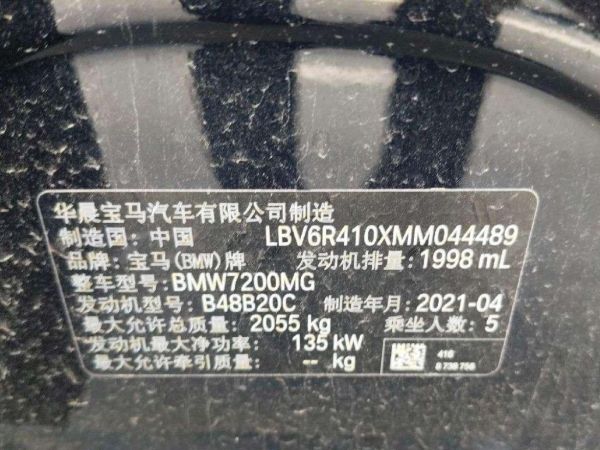 华晨宝马汽车有限公司制造
制造国：中国 LBV6R410XMM044489
品牌：宝马(BMW)牌 发动机排量：1998 mL
整车型号：BMW7200MG
发动机型号：B48B20C 制造年月：2021-04
最大允许总质量：2055 kg 乘坐人数：5
发动机最大净功率： 135 kW
最大允许牵引质量： -- kg
416
8 738 756